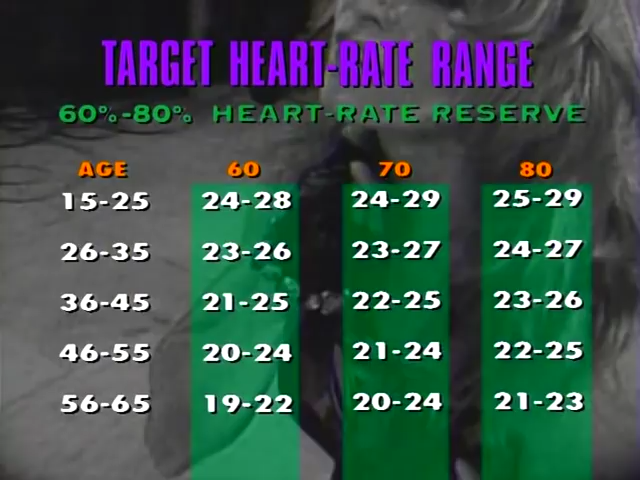 TARGET HEART-RATE RANGE
60%-80% HEART-RATE RESERVE
AGE 60 70 80
15-25 24-28 24-29 25-29
26-35 23-26 23-27 24-27
36-45 21-25 22-25 23-26
46-55 20-24 21-24 22-25
56-65 19-22 20-24 21-23